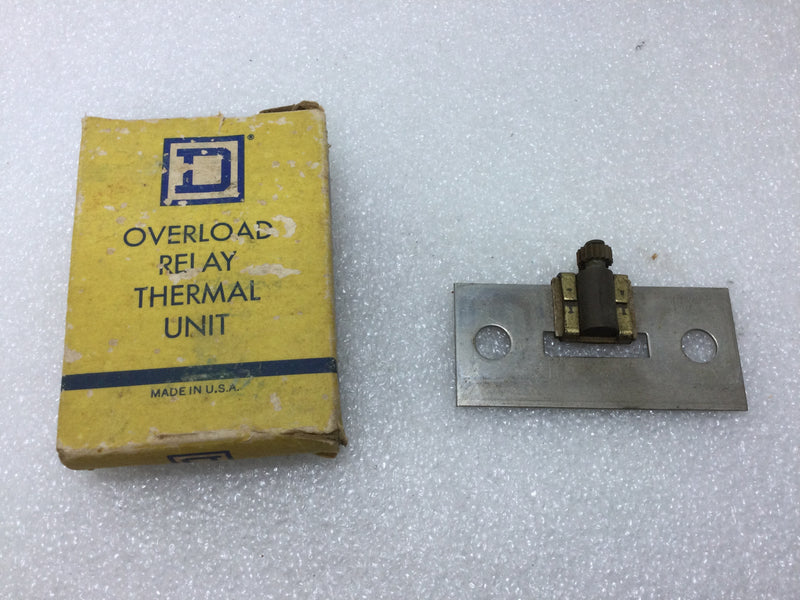 D®
OVERLOAD
RELAY
THERMAL
UNIT
MADE IN U.S.A.